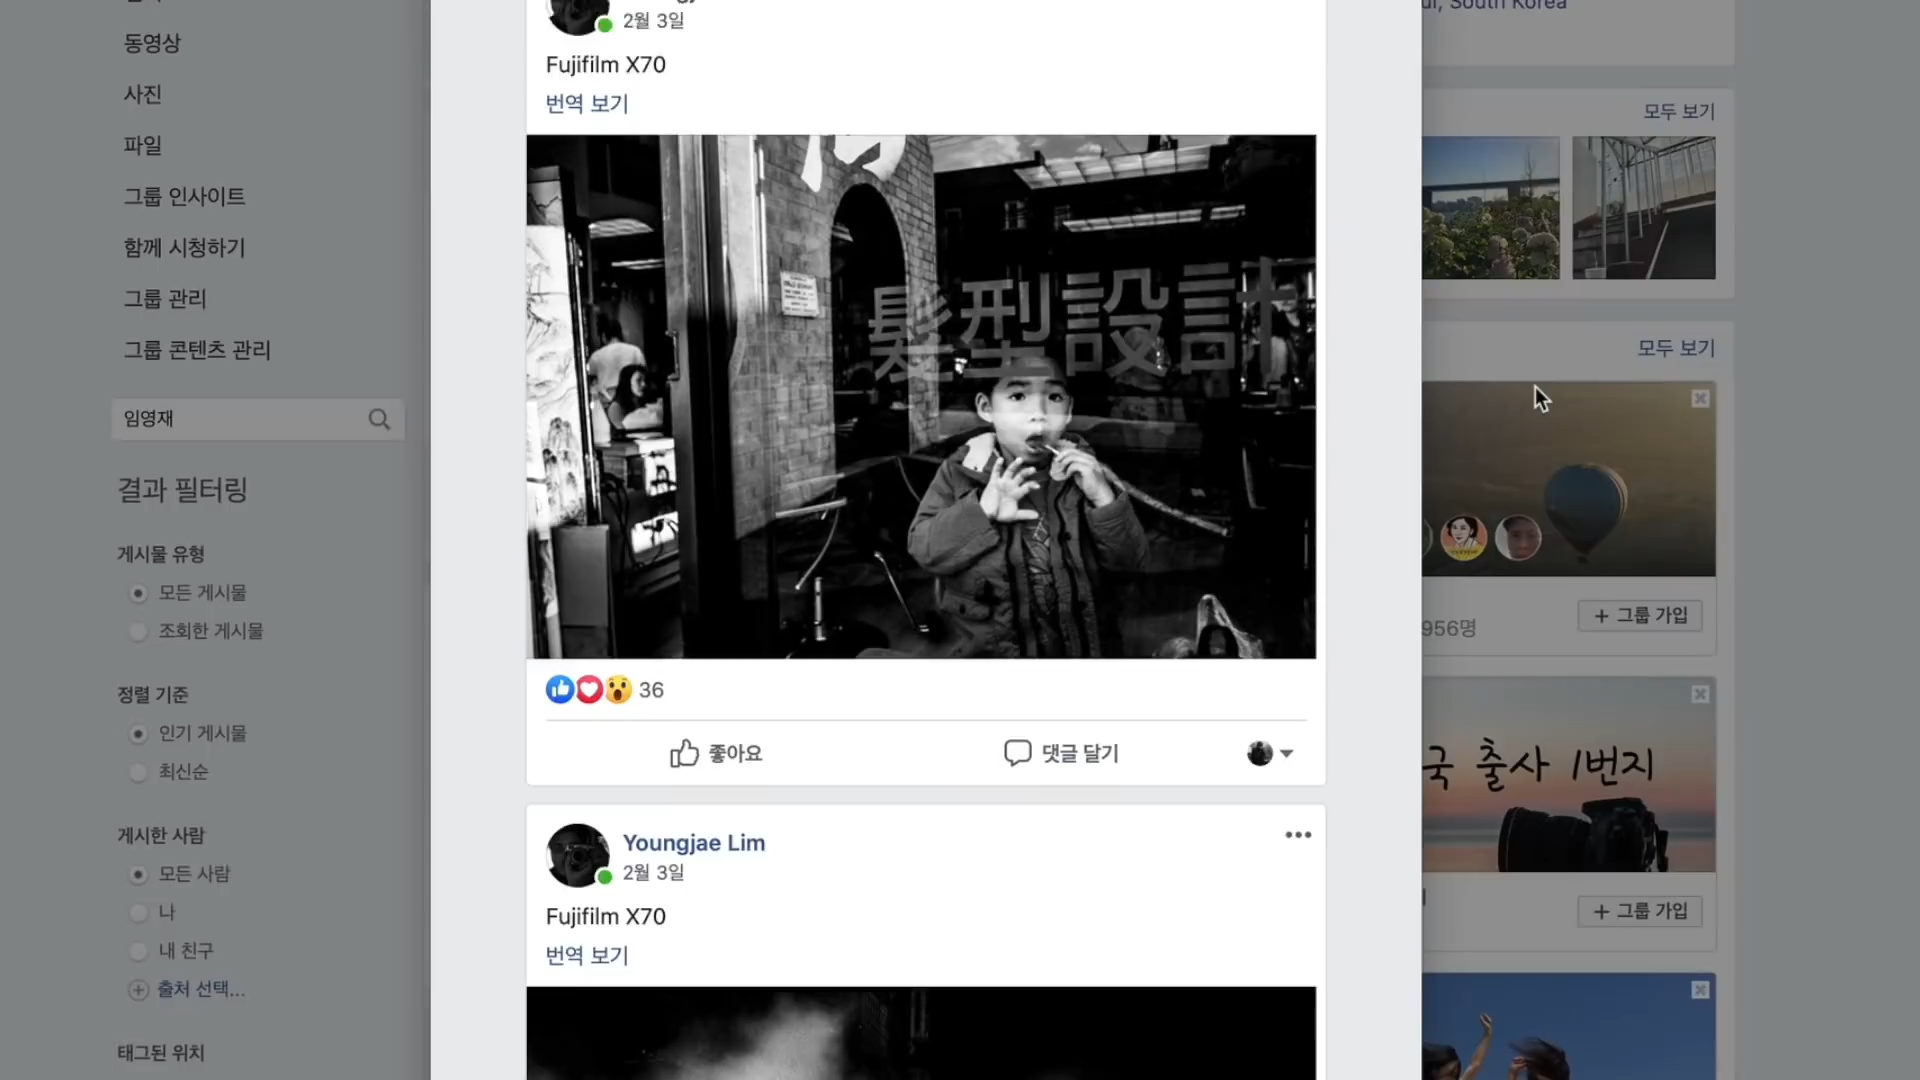 동영상
사진
파일
그룹 인사이트
함께 시청하기
그룹 관리
그룹 콘텐츠 관리
임영재
결과 필터링
게시물 유형
모든 게시물
조회한 게시물
정렬 기준
인기 게시물
최신순
게시한 사람
모든 사람
나
내 친구
출처 선택...
태그된 위치
2월 3일
Fujifilm X70
번역 보기
髮型設計
36
좋아요
댓글 달기
Youngjae Lim
2월 3일
Fujifilm X70
번역 보기
South Korea
모두 보기
모두 보기
956명
+ 그룹 가입
국 출사 1번지
+ 그룹 가입